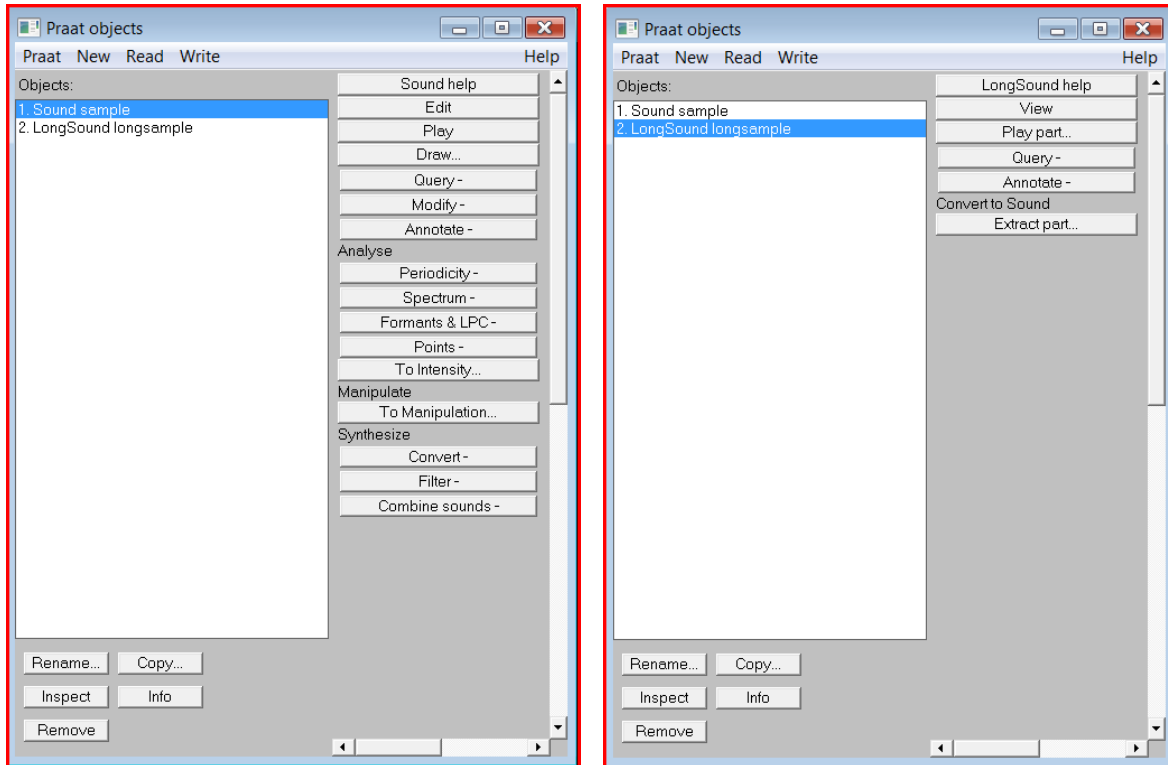 Praat objects
Praat New Read Write Help
Objects:
1. Sound sample
2. LongSound longsample
Sound help
Edit
Play
Draw...
Query -
Modify -
Annotate -
Analyse
Periodicity -
Spectrum -
Formants & LPC -
Points -
To Intensity...
Manipulate
To Manipulation...
Synthesize
Convert -
Filter -
Combine sounds -
Rename... Copy...
Inspect Info
Remove
Praat objects
Praat New Read Write Help
Objects:
1. Sound sample
2. LongSound longsample
LongSound help
View
Play part...
Query -
Annotate -
Convert to Sound
Extract part...
Rename... Copy...
Inspect Info
Remove